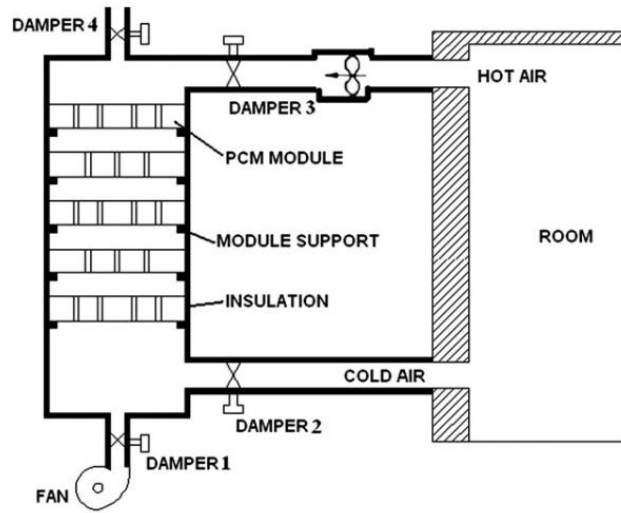 DAMPER 4
HOT AIR
DAMPER 3
PCM MODULE
MODULE SUPPORT
ROOM
INSULATION
COLD AIR
DAMPER 2
DAMPER 1
FAN